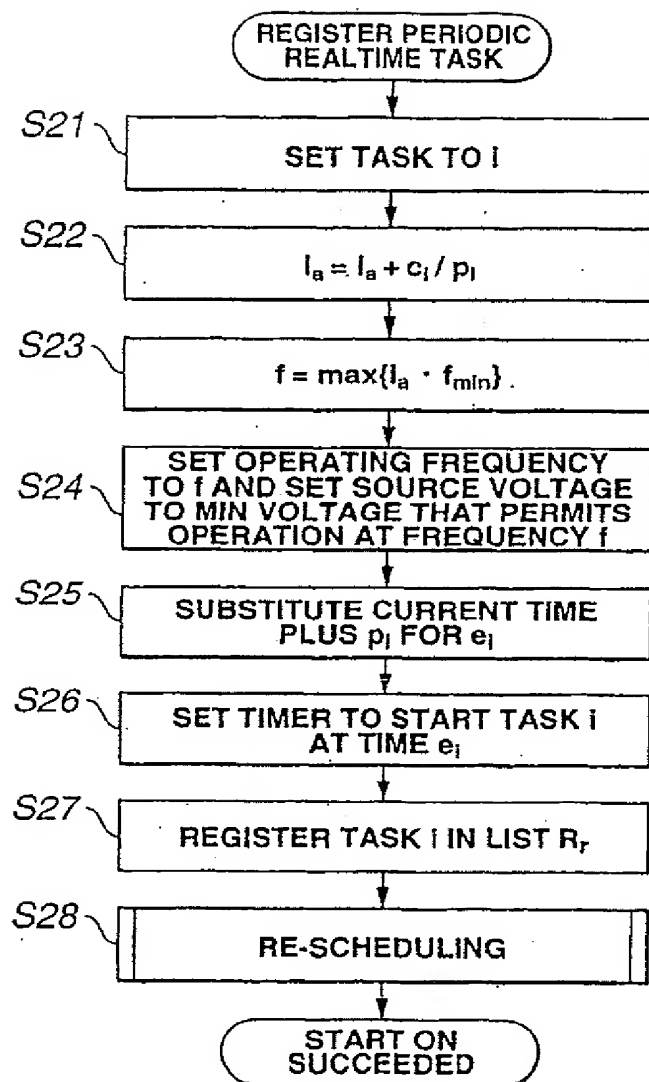 REGISTER PERIODIC
REALTIME TASK
S21
SET TASK TO i
S22
Iₐ = Iₐ + cᵢ / pᵢ
S23
f = max{Iₐ · fₘᵢₙ}
S24
SET OPERATING FREQUENCY
TO f AND SET SOURCE VOLTAGE
TO MIN VOLTAGE THAT PERMITS
OPERATION AT FREQUENCY f
S25
SUBSTITUTE CURRENT TIME
PLUS pᵢ FOR eᵢ
S26
SET TIMER TO START TASK i
AT TIME eᵢ
S27
REGISTER TASK i IN LIST Rᵣ
S28
RE-SCHEDULING
START ON
SUCCEEDED